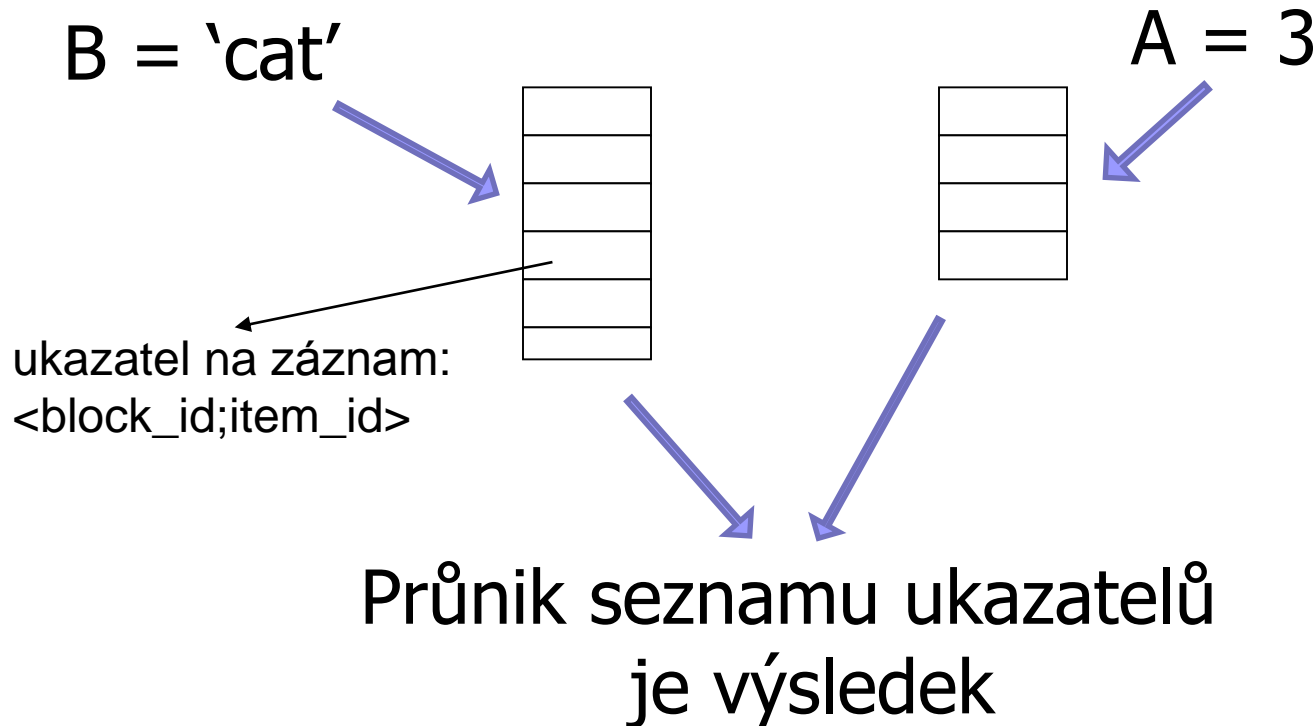 B = ‘cat’
A = 3
ukazatel na záznam:
<block_id;item_id>
Průnik seznamu ukazatelů
je výsledek